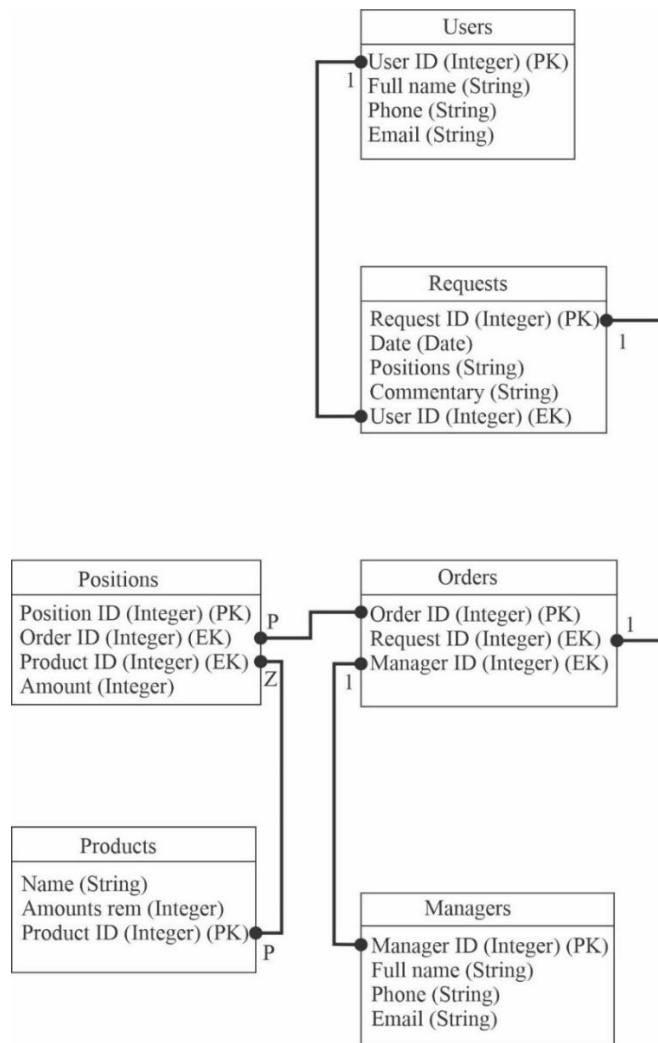 Users
User ID (Integer) (PK)
1
Full name (String)
Phone (String)
Email (String)
Requests
Request ID (Integer) (PK)
1
Date (Date)
Positions (String)
Commentary (String)
User ID (Integer) (EK)
Positions
Position ID (Integer) (PK)
P
Order ID (Integer) (EK)
Product ID (Integer) (EK)
Z
Amount (Integer)
Orders
Order ID (Integer) (PK)
1
Request ID (Integer) (EK)
Manager ID (Integer) (EK)
1
Products
Name (String)
Amounts rem (Integer)
Product ID (Integer) (PK)
P
Managers
Manager ID (Integer) (PK)
Full name (String)
Phone (String)
Email (String)